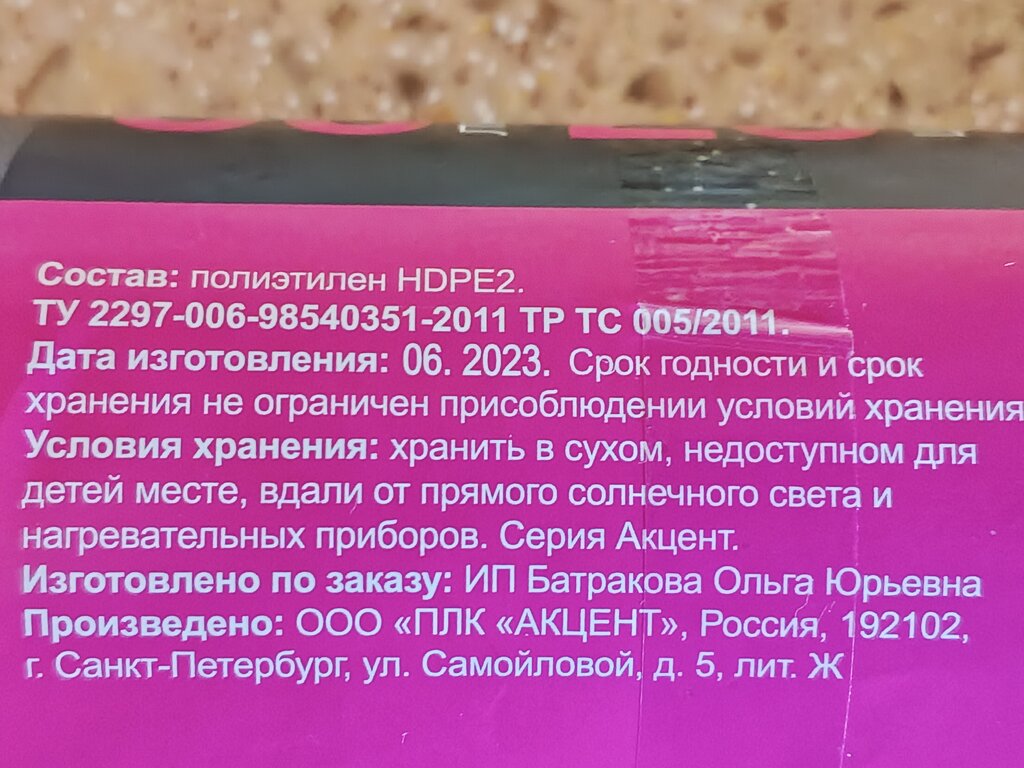 Состав: полиэтилен HDPE2.
ТУ 2297-006-98540351-2011 ТР ТС 005/2011.
Дата изготовления: 06. 2023. Срок годности и срок
хранения не ограничен присоблюдении условий хранения
Условия хранения: хранить в сухом, недоступном для
детей месте, вдали от прямого солнечного света и
нагревательных приборов. Серия Акцент.
Изготовлено по заказу: ИП Батракова Ольга Юрьевна
Произведено: ООО «ПЛК «АКЦЕНТ», Россия, 192102,
г. Санкт-Петербург, ул. Самойловой, д. 5, лит. Ж